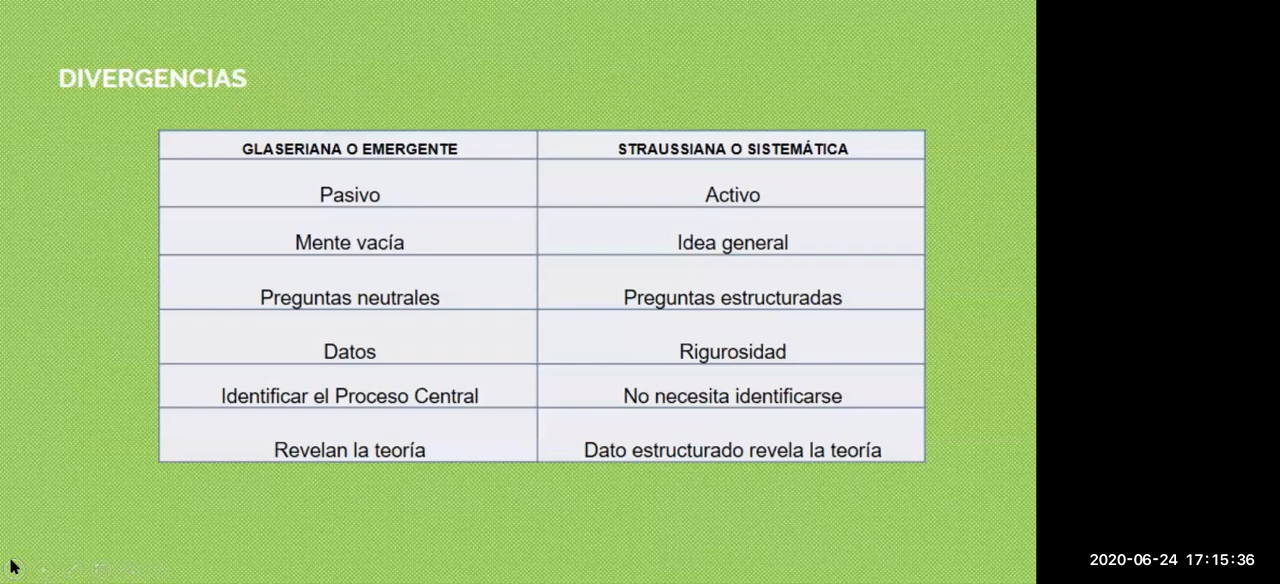 DIVERGENCIAS
GLASERIANA O EMERGENTE STRAUSSIANA O SISTEMÁTICA
Pasivo Activo
Mente vacía Idea general
Preguntas neutrales Preguntas estructuradas
Datos Rigurosidad
Identificar el Proceso Central No necesita identificarse
Revelan la teoría Dato estructurado revela la teoría
2020-06-24 17:15:36